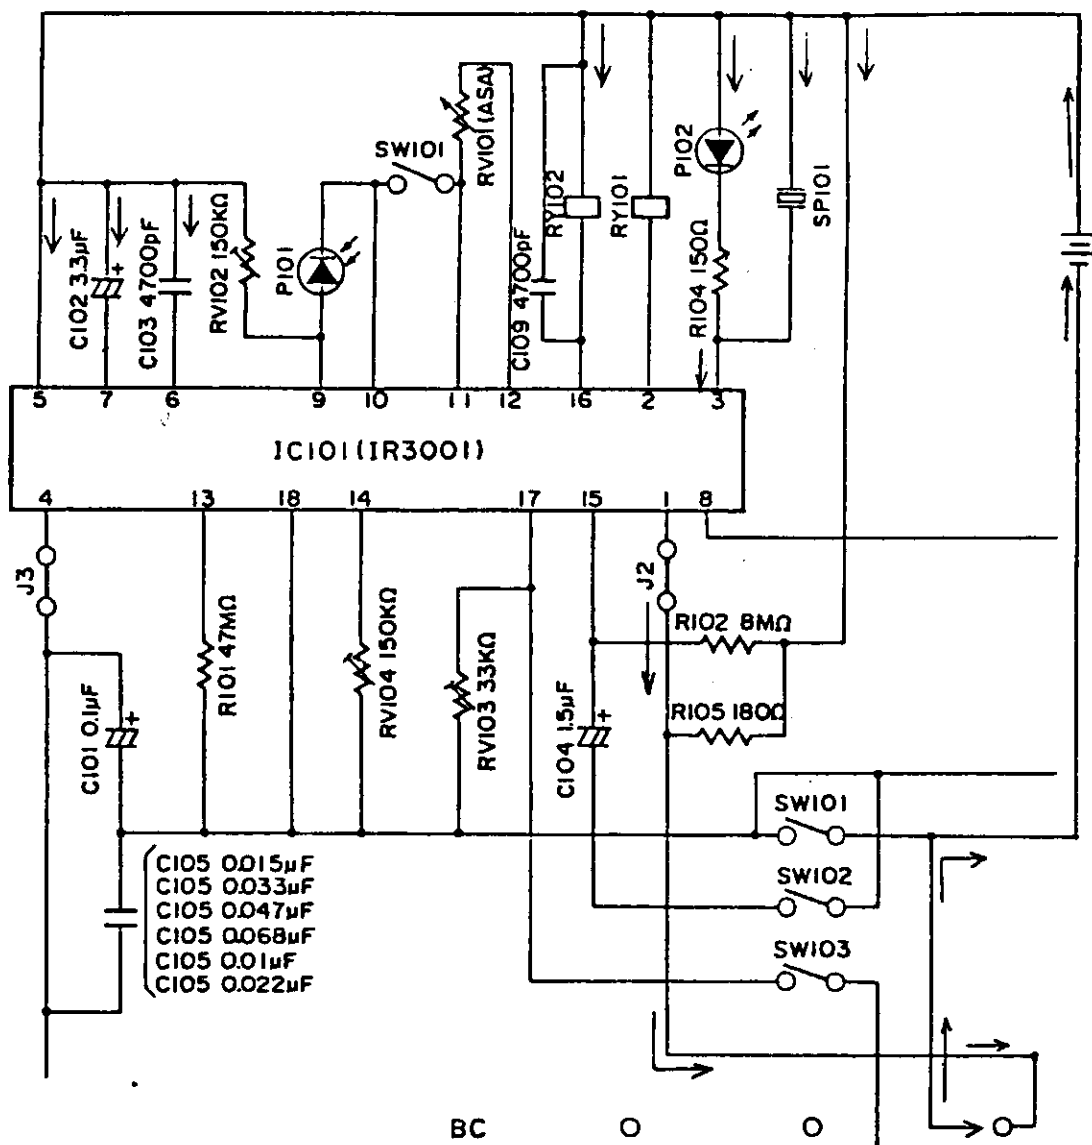 RV101 (ASA)
SW101
P102
RY102
RY101
SP101
C102 3.3µF
+
C103 4700pF
RV102 150KΩ
P101
C109 4700pF
R104 150Ω
5 7 6 9 10 11 12 16 2 3
IC101 (IR3001)
4 13 18 14 17 15 1 8
J3
J2
R101 47MΩ
RV104 150KΩ
RV103 33KΩ
R102 8MΩ
C101 0.1µF
+
C104 1.5µF
+
R105 180Ω
SW101
C105 0.015µF
C105 0.033µF
C105 0.047µF
C105 0.068µF
C105 0.01µF
C105 0.022µF
SW102
SW103
BC